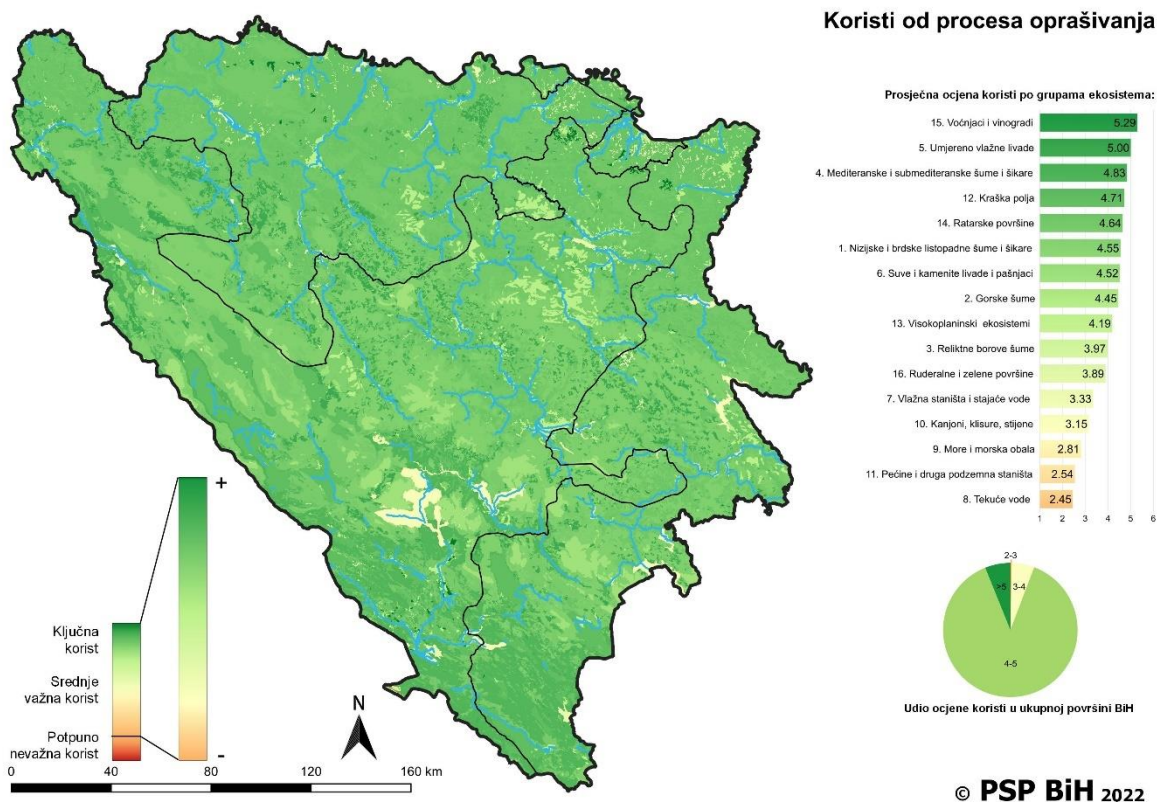 Koristi od procesa oprašivanja
Prosječna ocjena koristi po grupama ekosistema:
15. Voćnjaci i vinogradi 5.29
5. Umjereno vlažne livade 5.00
4. Mediteranske i submediteranske šume i šikare 4.83
12. Kraška polja 4.71
14. Ratarske površine 4.64
1. Nizijske i brdske listopadne šume i šikare 4.55
6. Suve i kamenite livade i pašnjaci 4.52
2. Gorske šume 4.45
13. Visokoplaninski ekosistemi 4.19
3. Reliktne borove šume 3.97
16. Ruderalne i zelene površine 3.89
7. Vlažna staništa i stajaće vode 3.33
10. Kanjoni, klisure, stijene 3.15
9. More i morska obala 2.81
11. Pećine i druga podzemna staništa 2.54
8. Tekuće vode 2.45
1 2 3 4 5 6
2-3
>5 3-4
4-5
Udio ocjene koristi u ukupnoj površini BiH
+
Ključna
korist
Srednje
važna korist
Potpuno
nevažna korist
-
N
0 40 80 120 160 km
© PSP BiH 2022